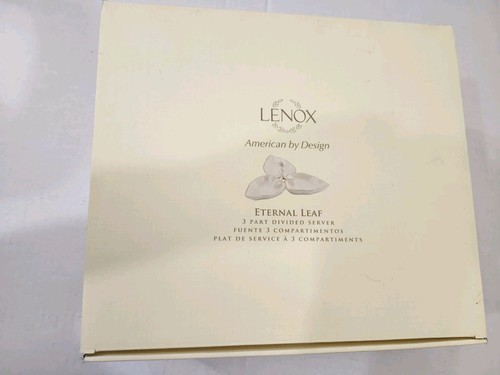 LENOX
American by Design
ETERNAL LEAF
3 PART DIVIDED SERVER
FUENTE 3 COMPARTIMENTOS
PLAT DE SERVICE À 3 COMPARTIMENTS